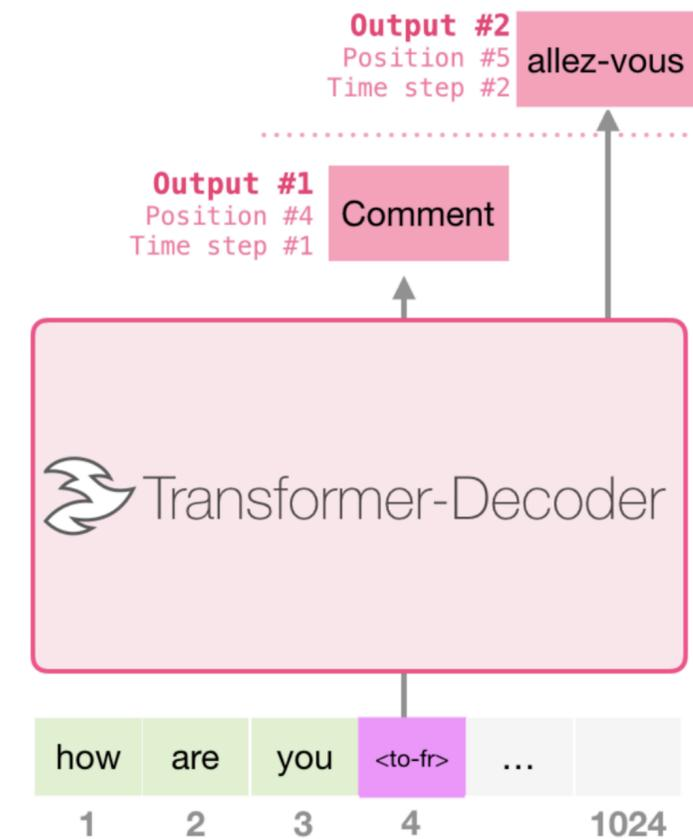 Output #2
Position #5
Time step #2
allez-vous
Output #1
Position #4
Time step #1
Comment
Transformer-Decoder
how are you <to-fr> ...
1 2 3 4 1024